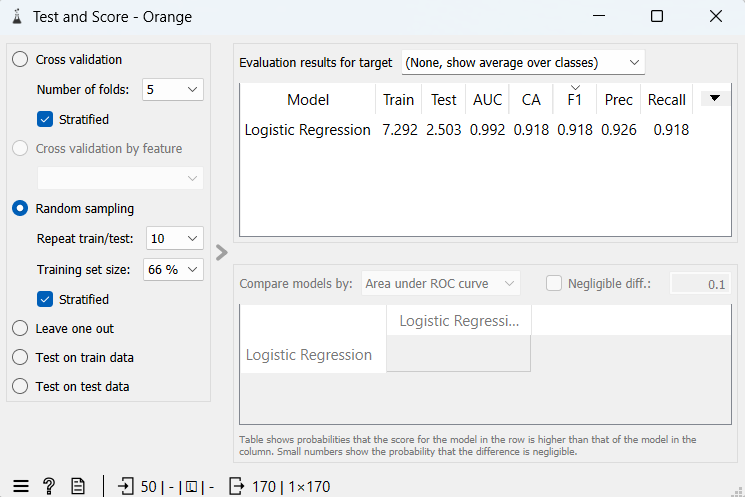 Test and Score - Orange
Cross validation
Number of folds: 5
Stratified
Cross validation by feature
Random sampling
Repeat train/test: 10
Training set size: 66 %
Stratified
Leave one out
Test on train data
Test on test data
Evaluation results for target (None, show average over classes)
Model Train Test AUC CA F1 Prec Recall
Logistic Regression 7.292 2.503 0.992 0.918 0.918 0.926 0.918
Compare models by: Area under ROC curve Negligible diff.: 0.1
Logistic Regressi...
Logistic Regression
Table shows probabilities that the score for the model in the row is higher than that of the model in the
column. Small numbers show the probability that the difference is negligible.
50 | - | - 170 | 1×170